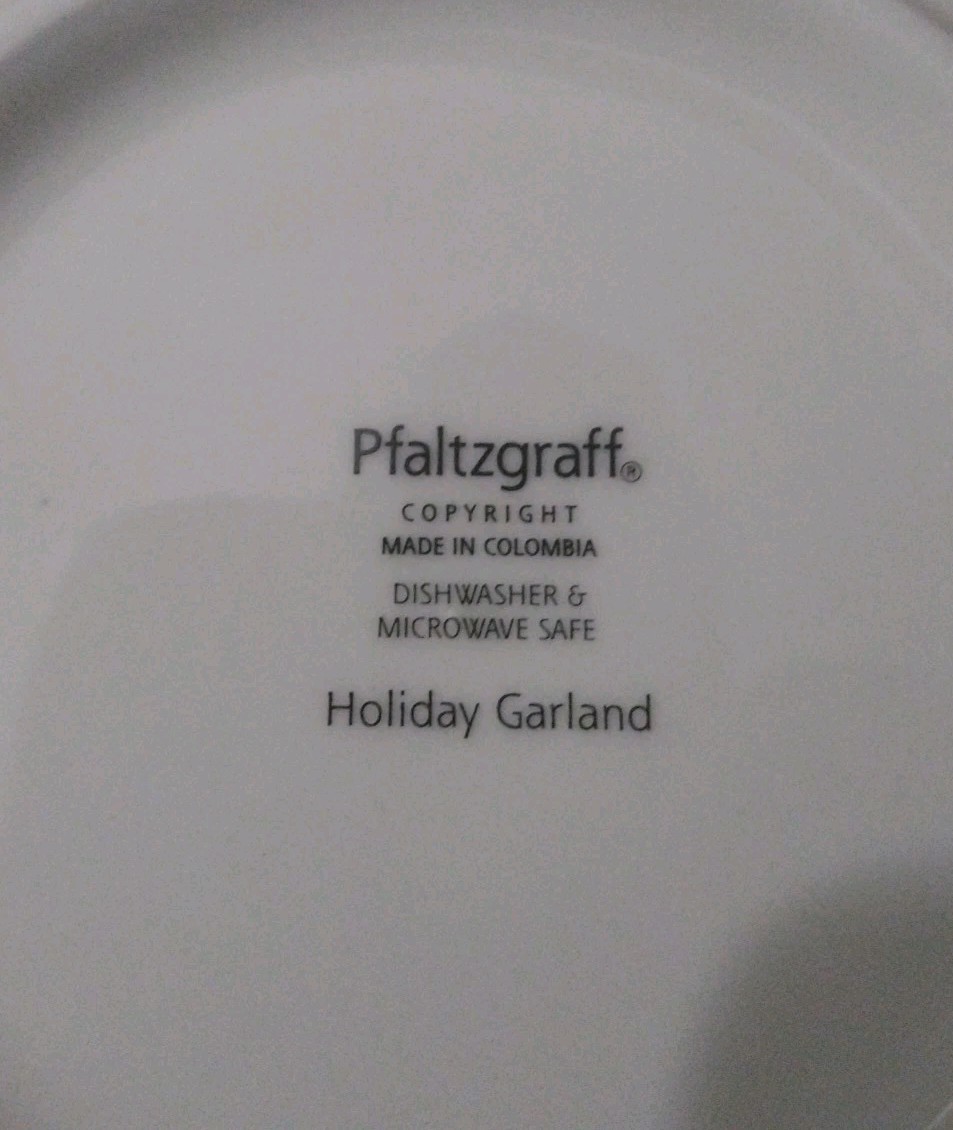 Pfaltzgraff®
COPYRIGHT
MADE IN COLOMBIA
DISHWASHER &
MICROWAVE SAFE
Holiday Garland